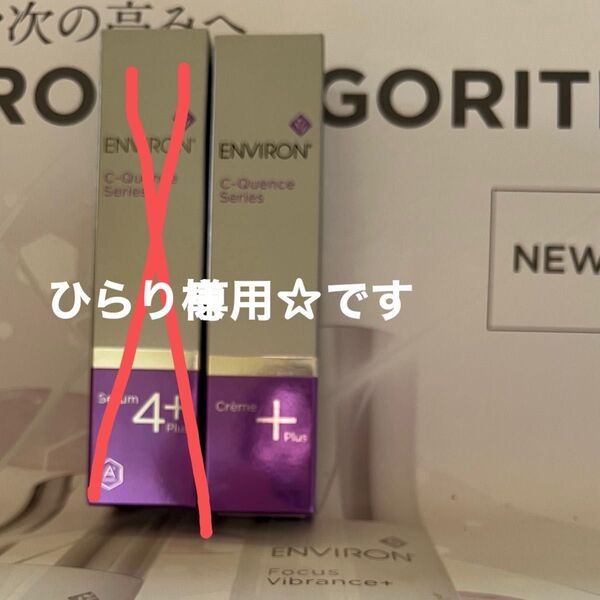 次の高みへ
RO
GORIT
NEW
ENVIRON
C-Quence
Series
Serum
4+
Plus
A
ENVIRON
C-Quence
Series
Crème
+
Plus
ひらり様
専用☆です
ENVIRON
Focus
Vibrance+